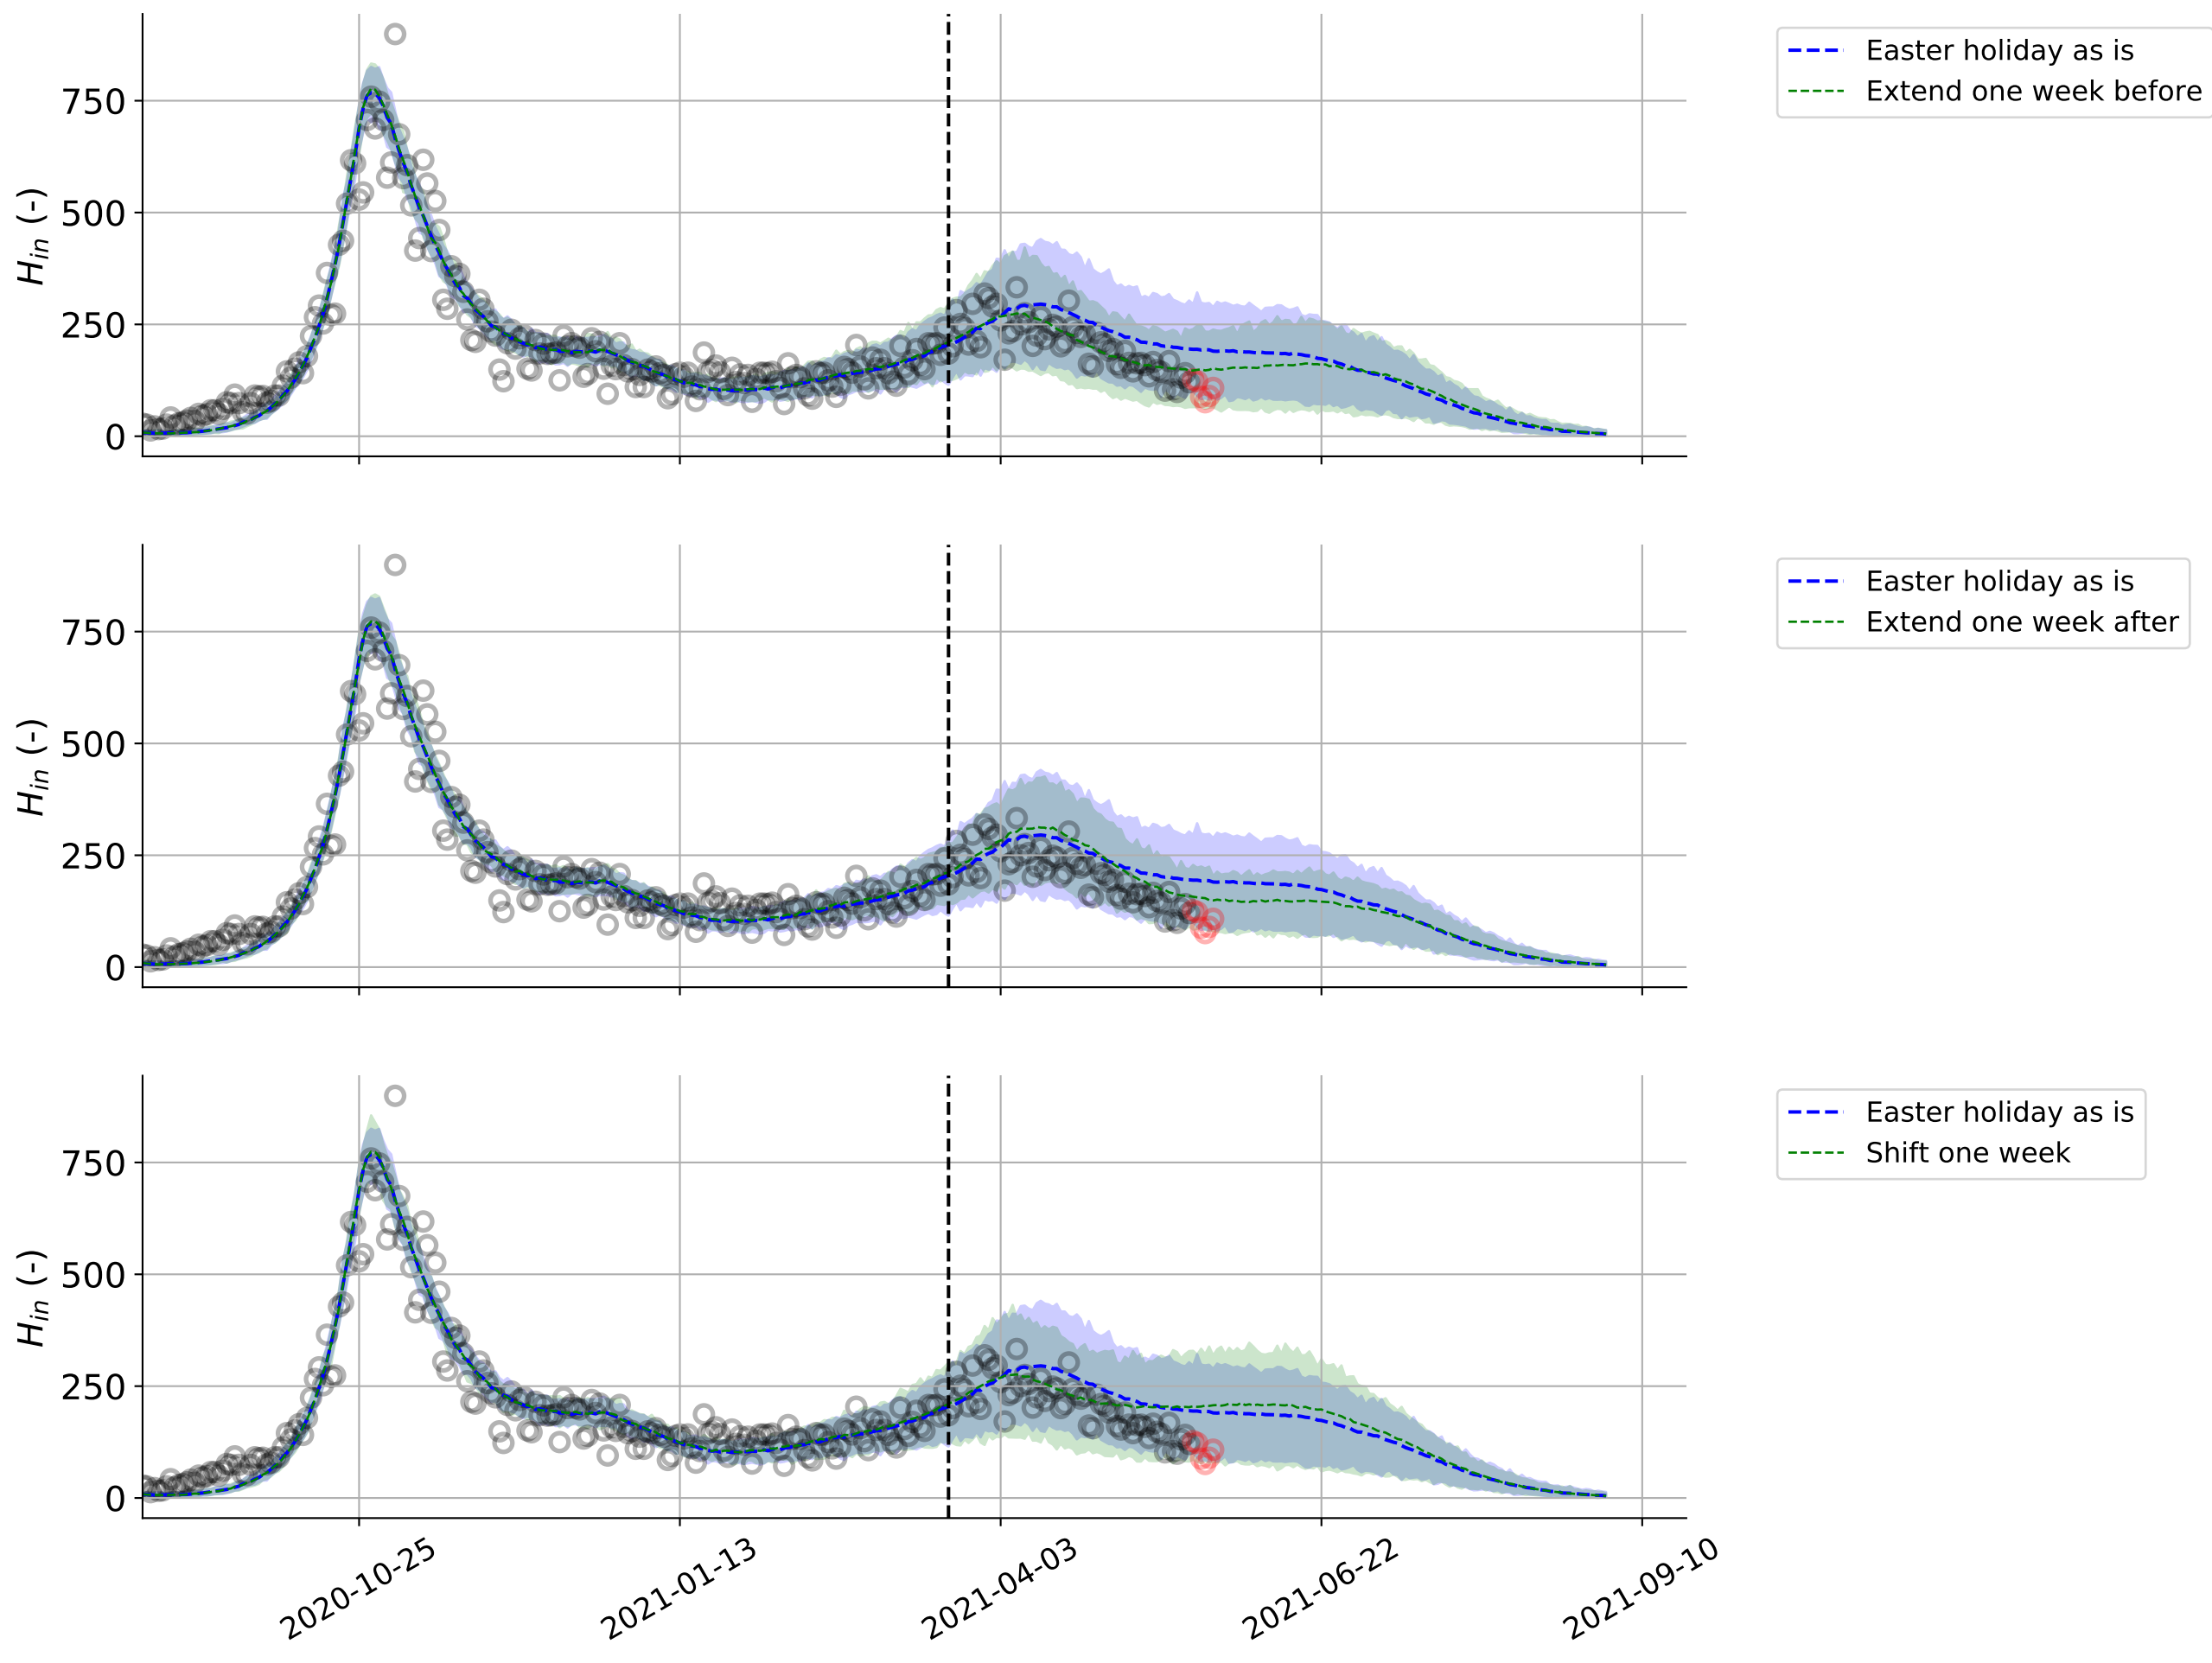 Easter holiday as is
Extend one week before
750
500
250
0
H_in (-)
Easter holiday as is
Extend one week after
750
500
250
0
H_in (-)
Easter holiday as is
Shift one week
750
500
250
0
H_in (-)
2020-10-25
2021-01-13
2021-04-03
2021-06-22
2021-09-10